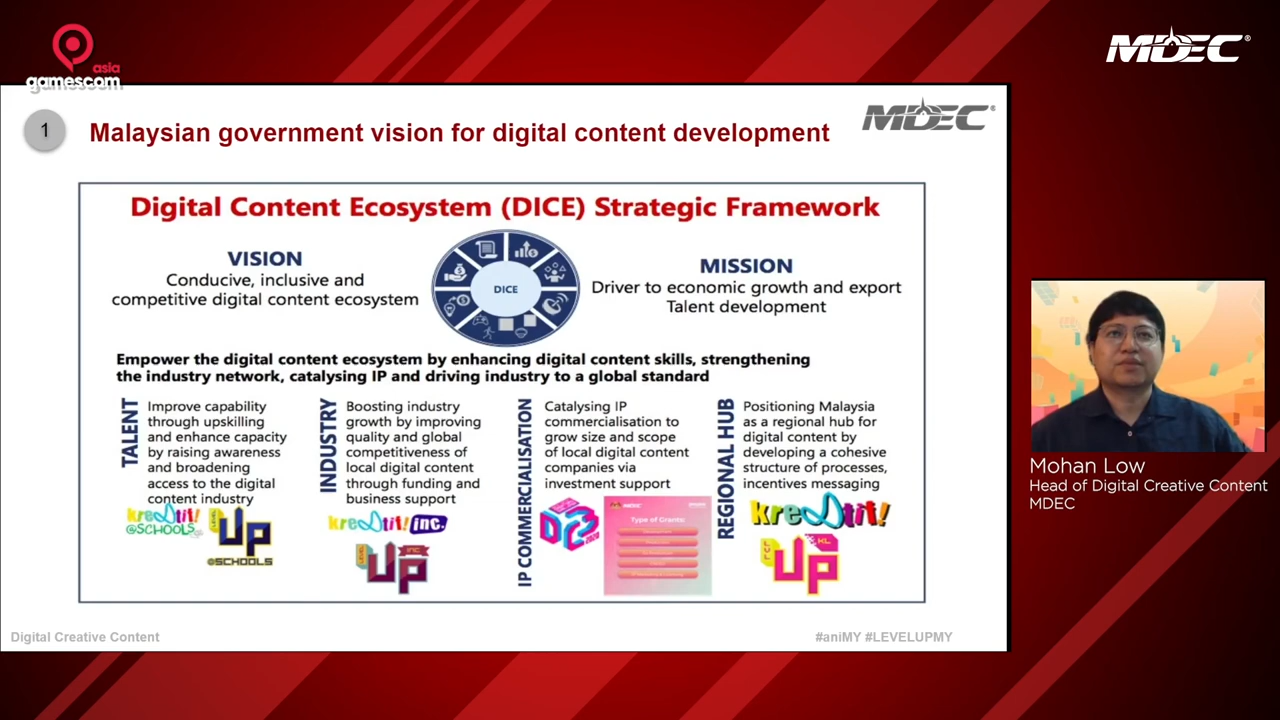 asia
gamescom
MDEC®
1
Malaysian government vision for digital content development
MDEC®
Digital Content Ecosystem (DICE) Strategic Framework
VISION
Conducive, inclusive and
competitive digital content ecosystem
DICE
MISSION
Driver to economic growth and export
Talent development
Empower the digital content ecosystem by enhancing digital content skills, strengthening
the industry network, catalysing IP and driving industry to a global standard
TALENT
Improve capability
through upskilling
and enhance capacity
by raising awareness
and broadening
access to the digital
content industry
kre8tif!
@SCHOOLS
LEVEL
UP
@SCHOOLS
INDUSTRY
Boosting industry
growth by improving
quality and global
competitiveness of
local digital content
through funding and
business support
kre8tif! inc.
LEVEL
UP
INC
IP COMMERCIALISATION
Catalysing IP
commercialisation to
grow size and scope
of local digital content
companies via
investment support
Type of Grants:
REGIONAL HUB
Positioning Malaysia
as a regional hub for
digital content by
developing a cohesive
structure of processes,
incentives messaging
kre8tif!
UP
KL
Digital Creative Content
#aniMY #LEVELUPMY
Mohan Low
Head of Digital Creative Content
MDEC